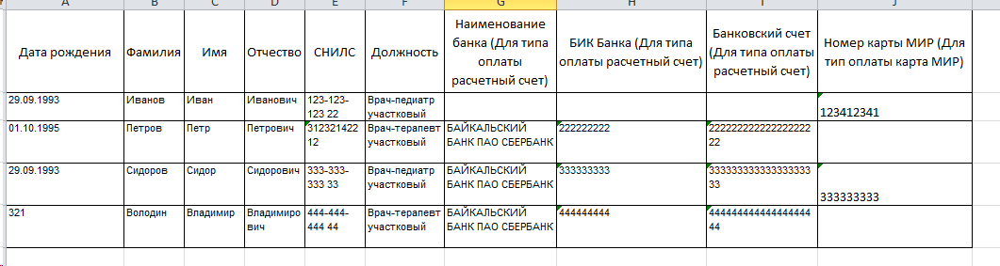 A B C D E F G H I J
Дата рождения Фамилия Имя Отчество СНИЛС Должность Наименование банка (Для типа оплаты расчетный счет) БИК Банка (Для типа оплаты расчетный счет) Банковский счет (Для типа оплаты расчетный счет) Номер карты МИР (Для тип оплаты карта МИР)
29.09.1993 Иванов Иван Иванович 123-123-123 22 Врач-педиатр участковый 123412341
01.10.1995 Петров Петр Петрович 312321422 12 Врач-терапевт участковый БАЙКАЛЬСКИЙ БАНК ПАО СБЕРБАНК 222222222 22222222222222222222
29.09.1993 Сидоров Сидор Сидорович 333-333-333 33 Врач-педиатр участковый БАЙКАЛЬСКИЙ БАНК ПАО СБЕРБАНК 333333333 33333333333333333333 333333333
321 Володин Владимир Владимирович 444-444-444 44 Врач-терапевт участковый БАЙКАЛЬСКИЙ БАНК ПАО СБЕРБАНК 444444444 44444444444444444444